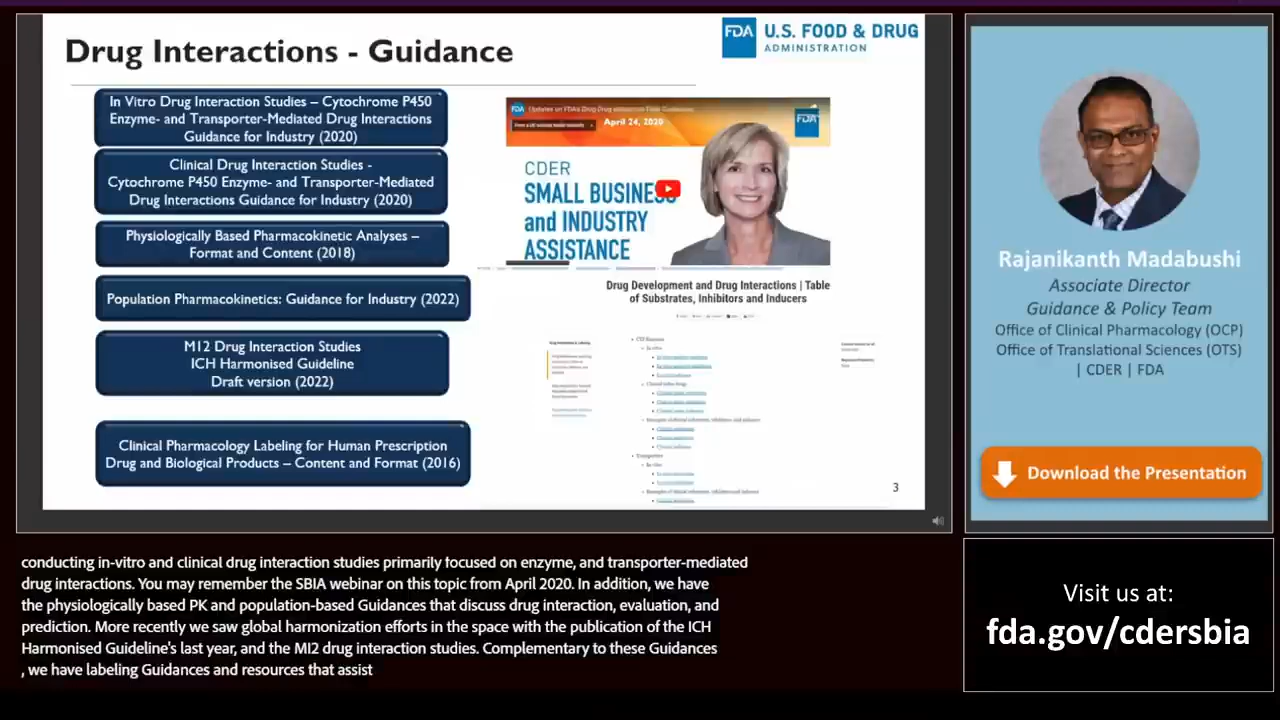 Drug Interactions - Guidance
FDA U.S. FOOD & DRUG
ADMINISTRATION
In Vitro Drug Interaction Studies – Cytochrome P450
Enzyme- and Transporter-Mediated Drug Interactions
Guidance for Industry (2020)
Clinical Drug Interaction Studies -
Cytochrome P450 Enzyme- and Transporter-Mediated
Drug Interactions Guidance for Industry (2020)
Physiologically Based Pharmacokinetic Analyses –
Format and Content (2018)
Population Pharmacokinetics: Guidance for Industry (2022)
M12 Drug Interaction Studies
ICH Harmonised Guideline
Draft version (2022)
Clinical Pharmacology Labeling for Human Prescription
Drug and Biological Products – Content and Format (2016)
FDA
April 24, 2020
FDA
CDER
SMALL BUSINESS
and INDUSTRY
ASSISTANCE
Drug Development and Drug Interactions | Table
of Substrates, Inhibitors and Inducers
3
Rajanikanth Madabushi
Associate Director
Guidance & Policy Team
Office of Clinical Pharmacology (OCP)
Office of Translational Sciences (OTS)
| CDER | FDA
Download the Presentation
Visit us at:
fda.gov/cdersbia
conducting in-vitro and clinical drug interaction studies primarily focused on enzyme, and transporter-mediated
drug interactions. You may remember the SBIA webinar on this topic from April 2020. In addition, we have
the physiologically based PK and population-based Guidances that discuss drug interaction, evaluation, and
prediction. More recently we saw global harmonization efforts in the space with the publication of the ICH
Harmonised Guideline's last year, and the MI2 drug interaction studies. Complementary to these Guidances
, we have labeling Guidances and resources that assist